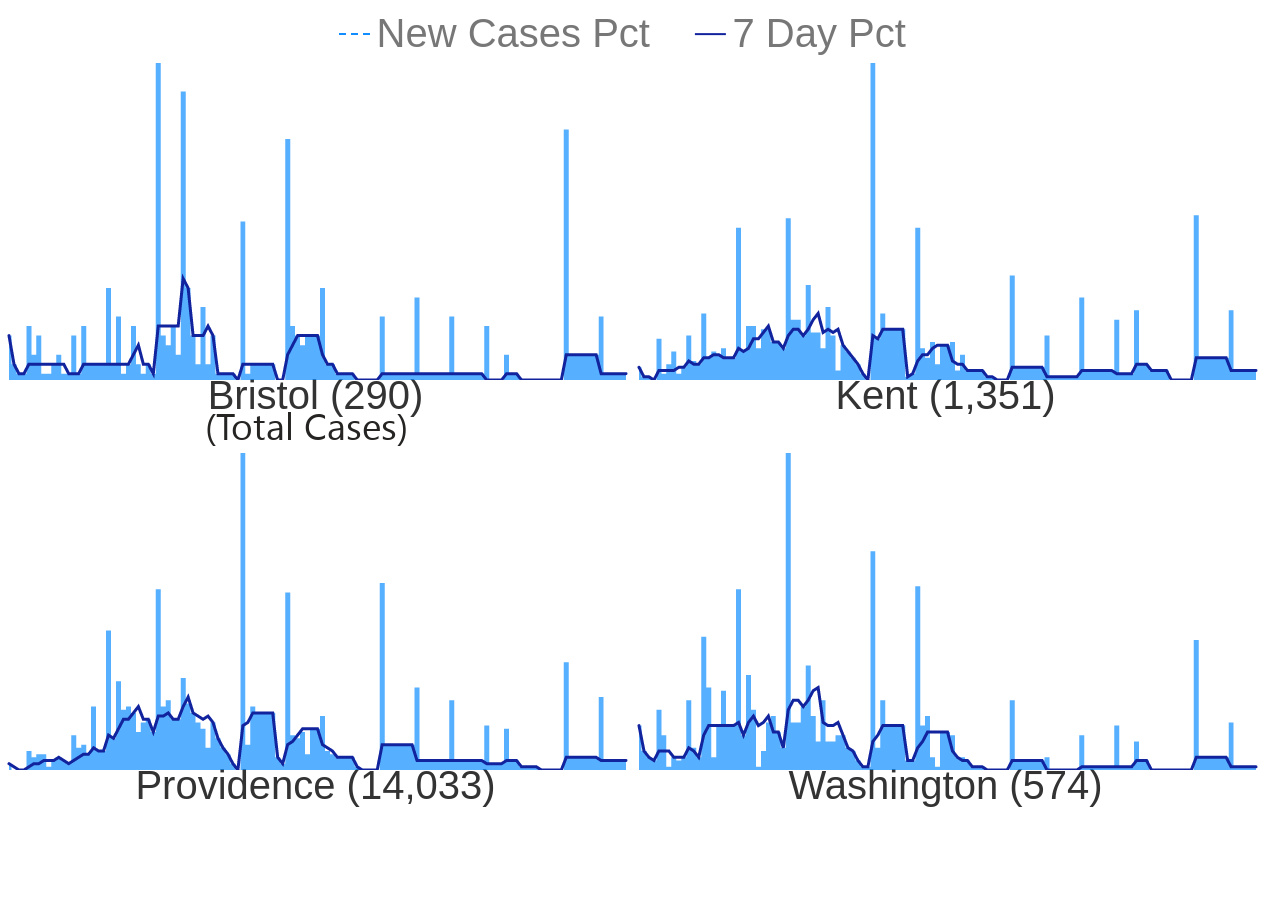 New Cases Pct 7 Day Pct
Bristol (290) Kent (1,351)
(Total Cases)
Providence (14,033) Washington (574)